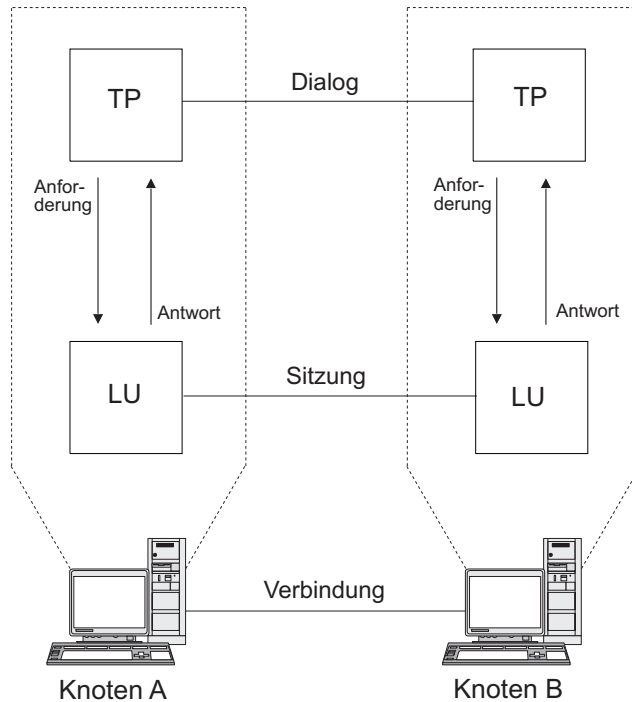 TP
Dialog
TP
Anfor-
derung
Anfor-
derung
Antwort
Antwort
LU
Sitzung
LU
Verbindung
Knoten A
Knoten B